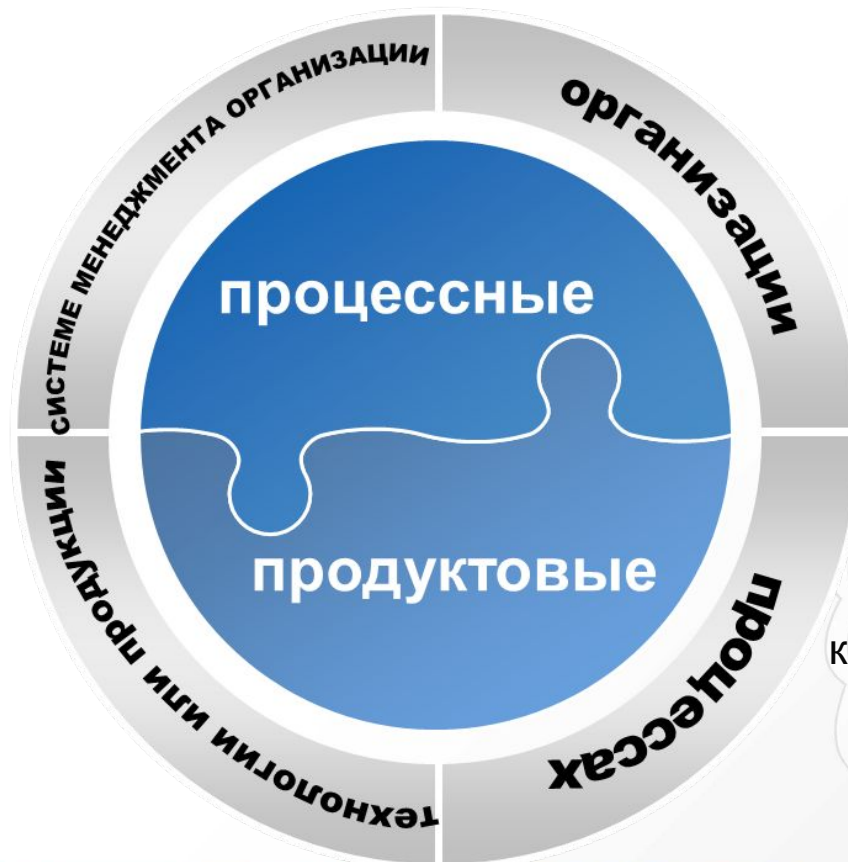 СИСТЕМЕ МЕНЕДЖМЕНТА ОРГАНИЗАЦИИ
организации
процессные
продуктовые
технологии или продукции
процессах
к